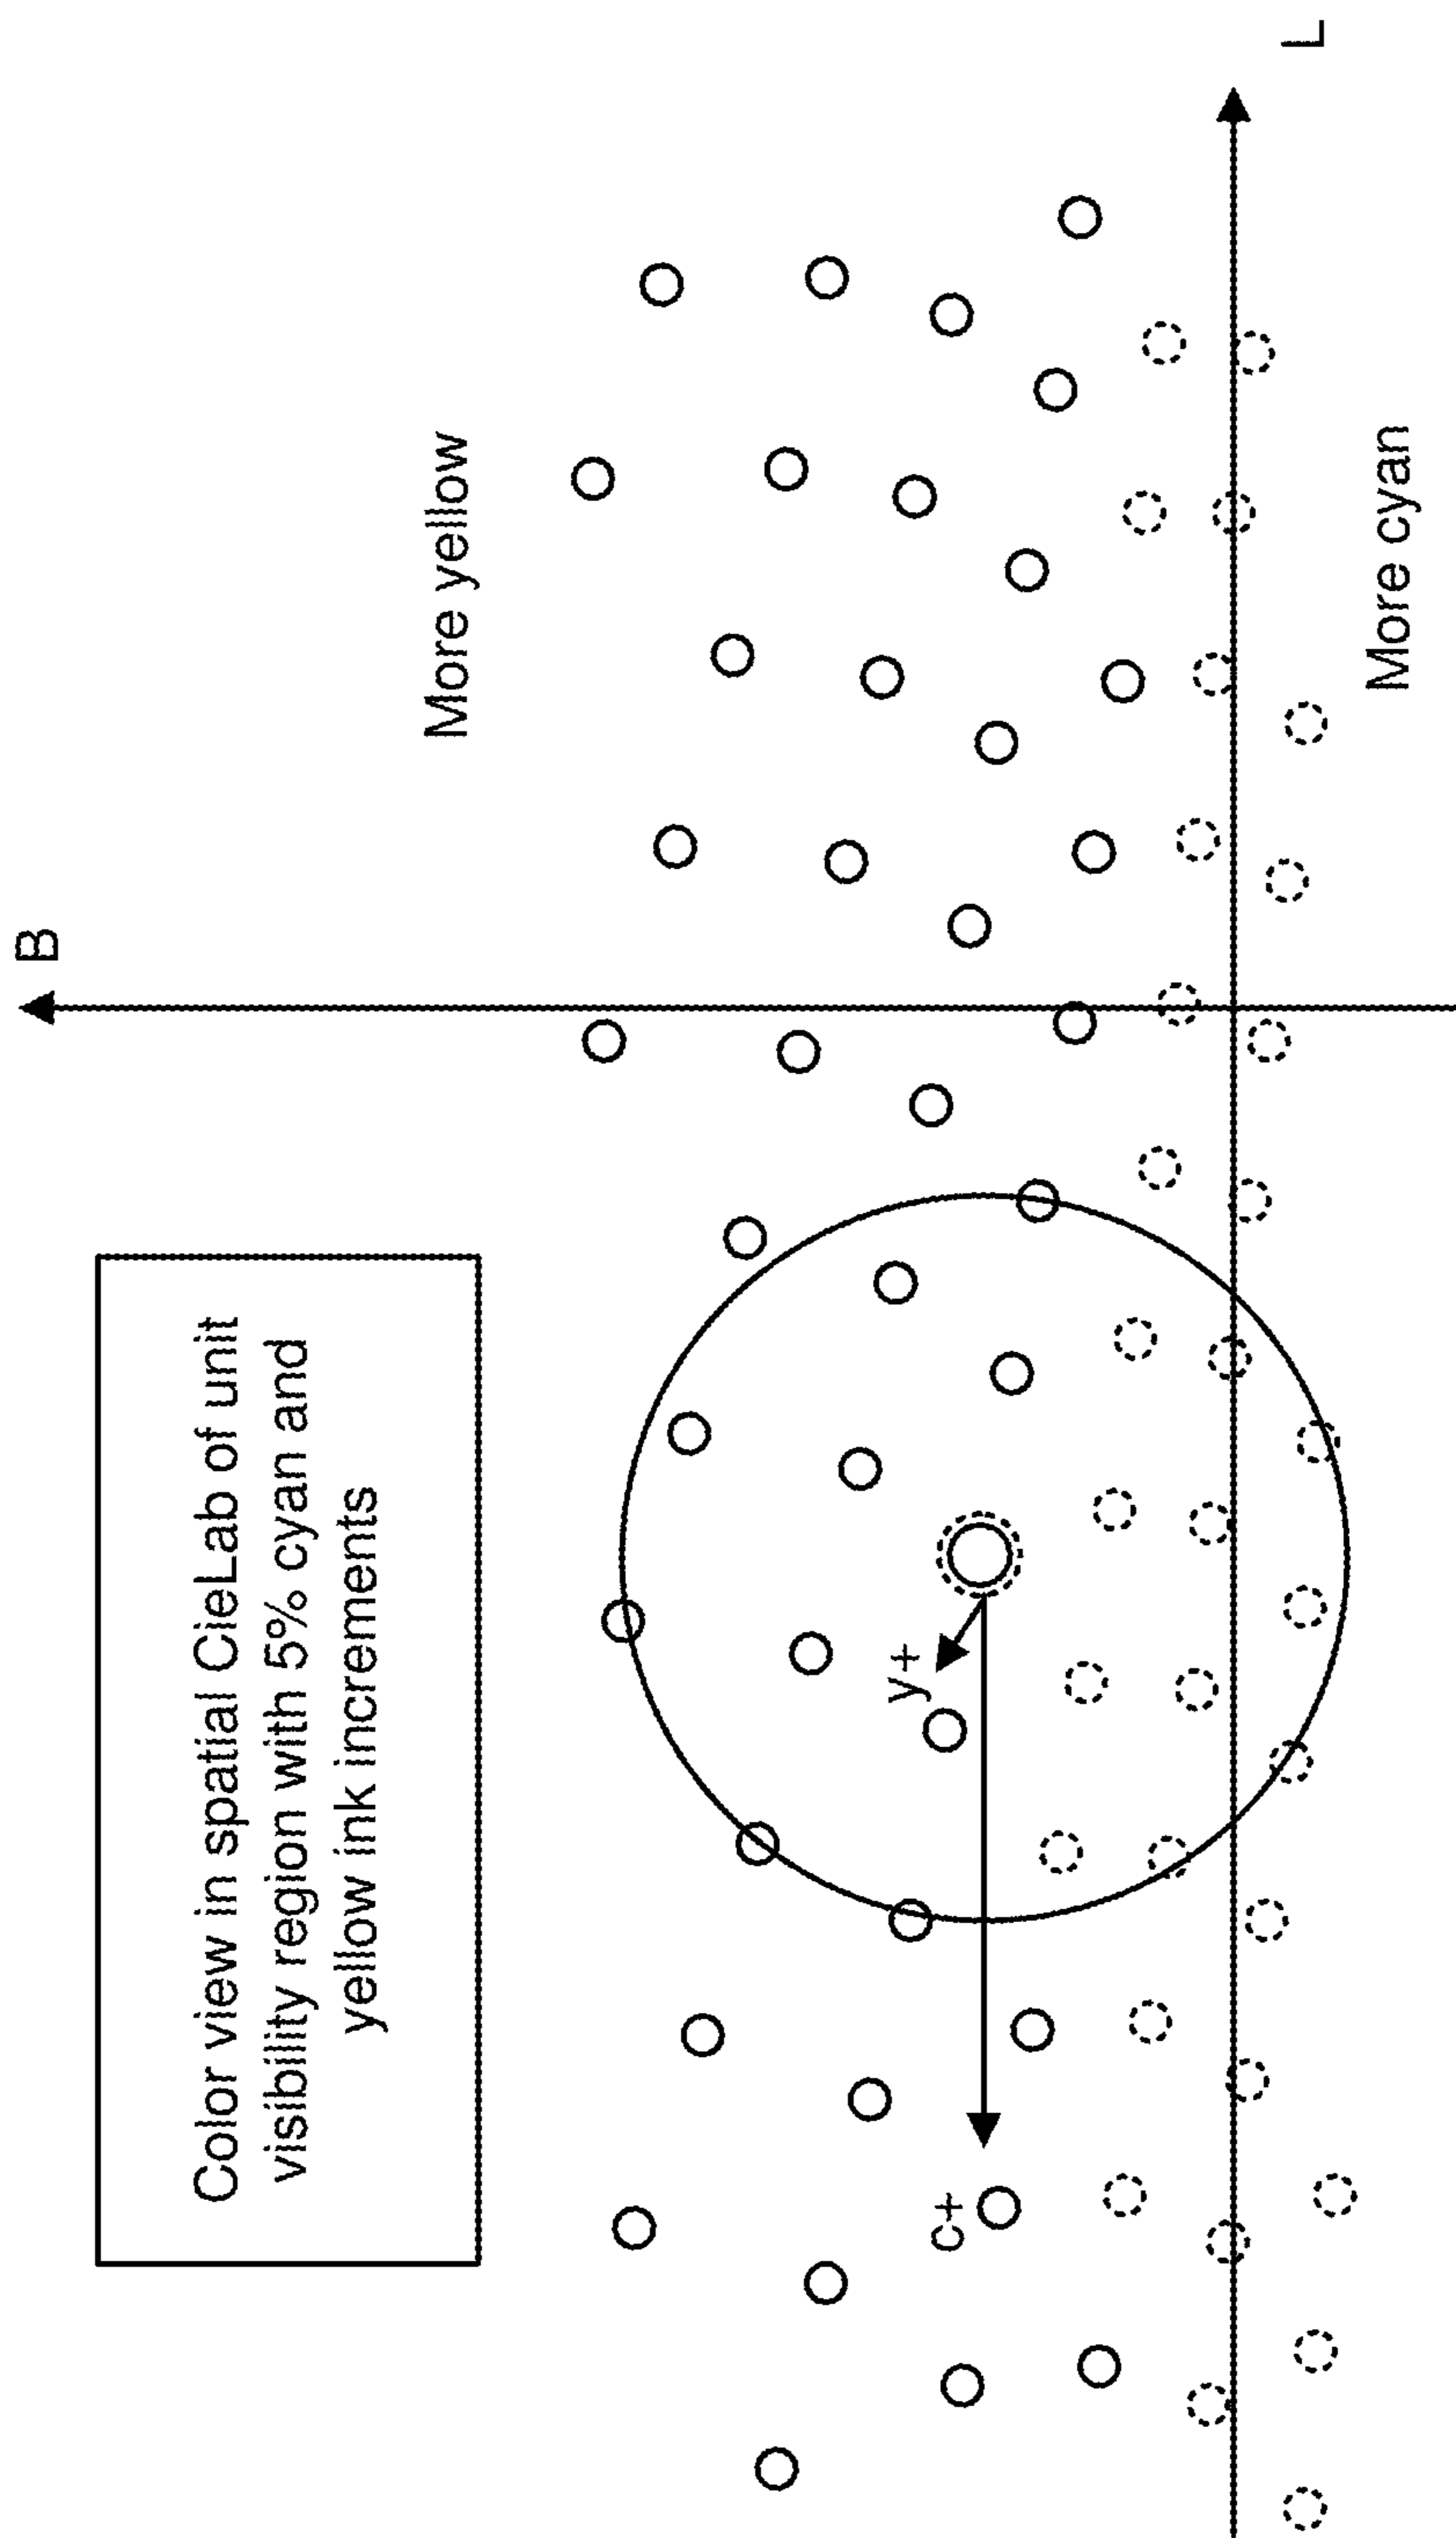 Color view in spatial CieLab of unit
visibility region with 5% cyan and
yellow ink increments
B
More yellow
y+
c+
L
More cyan